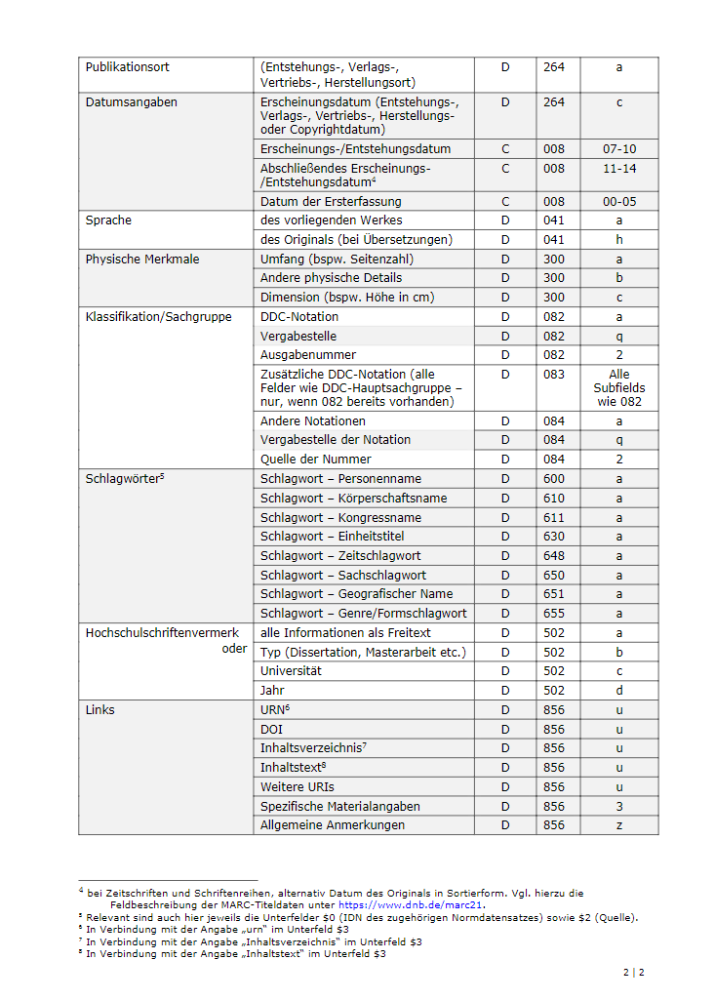 Publikationsort (Entstehungs-, Verlags-, D 264 a
Vertriebs-, Herstellungsort)
Datumsangaben Erscheinungsdatum (Entstehungs-, D 264 c
Verlags-, Vertriebs-, Herstellungs-
oder Copyrightdatum)
Erscheinungs-/Entstehungsdatum C 008 07-10
Abschließendes Erscheinungs- C 008 11-14
/Entstehungsdatum⁴
Datum der Ersterfassung C 008 00-05
Sprache des vorliegenden Werkes D 041 a
des Originals (bei Übersetzungen) D 041 h
Physische Merkmale Umfang (bspw. Seitenzahl) D 300 a
Andere physische Details D 300 b
Dimension (bspw. Höhe in cm) D 300 c
Klassifikation/Sachgruppe DDC-Notation D 082 a
Vergabestelle D 082 q
Ausgabenummer D 082 2
Zusätzliche DDC-Notation (alle D 083 Alle
Felder wie DDC-Hauptsachgruppe – Subfields
nur, wenn 082 bereits vorhanden) wie 082
Andere Notationen D 084 a
Vergabestelle der Notation D 084 q
Quelle der Nummer D 084 2
Schlagwörter⁵ Schlagwort – Personenname D 600 a
Schlagwort – Körperschaftsname D 610 a
Schlagwort – Kongressname D 611 a
Schlagwort – Einheitstitel D 630 a
Schlagwort – Zeitschlagwort D 648 a
Schlagwort – Sachschlagwort D 650 a
Schlagwort – Geografischer Name D 651 a
Schlagwort – Genre/Formschlagwort D 655 a
Hochschulschriftenvermerk alle Informationen als Freitext D 502 a
oder Typ (Dissertation, Masterarbeit etc.) D 502 b
Universität D 502 c
Jahr D 502 d
Links URN⁶ D 856 u
DOI D 856 u
Inhaltsverzeichnis⁷ D 856 u
Inhaltstext⁸ D 856 u
Weitere URIs D 856 u
Spezifische Materialangaben D 856 3
Allgemeine Anmerkungen D 856 z
⁴ bei Zeitschriften und Schriftenreihen, alternativ Datum des Originals in Sortierform. Vgl. hierzu die
Feldbeschreibung der MARC-Titeldaten unter https://www.dnb.de/marc21.
⁵ Relevant sind auch hier jeweils die Unterfelder $0 (IDN des zugehörigen Normdatensatzes) sowie $2 (Quelle).
⁶ In Verbindung mit der Angabe „urn“ im Unterfeld $3
⁷ In Verbindung mit der Angabe „Inhaltsverzeichnis“ im Unterfeld $3
⁸ In Verbindung mit der Angabe „Inhaltstext“ im Unterfeld $3
2 | 2